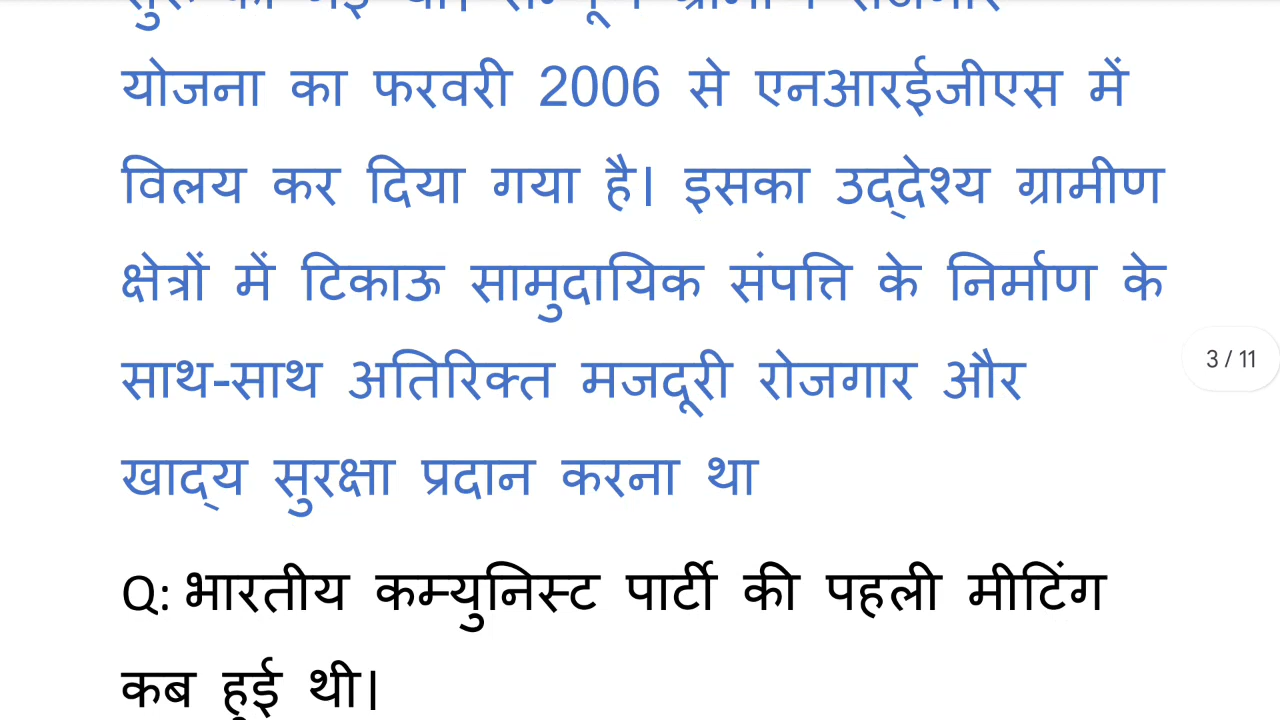 योजना का फरवरी 2006 से एनआरईजीएस में
विलय कर दिया गया है। इसका उद्देश्य ग्रामीण
क्षेत्रों में टिकाऊ सामुदायिक संपत्ति के निर्माण के
साथ-साथ अतिरिक्त मजदूरी रोजगार और
3 / 11
खाद्य सुरक्षा प्रदान करना था
Q: भारतीय कम्युनिस्ट पार्टी की पहली मीटिंग
कब हुई थी।